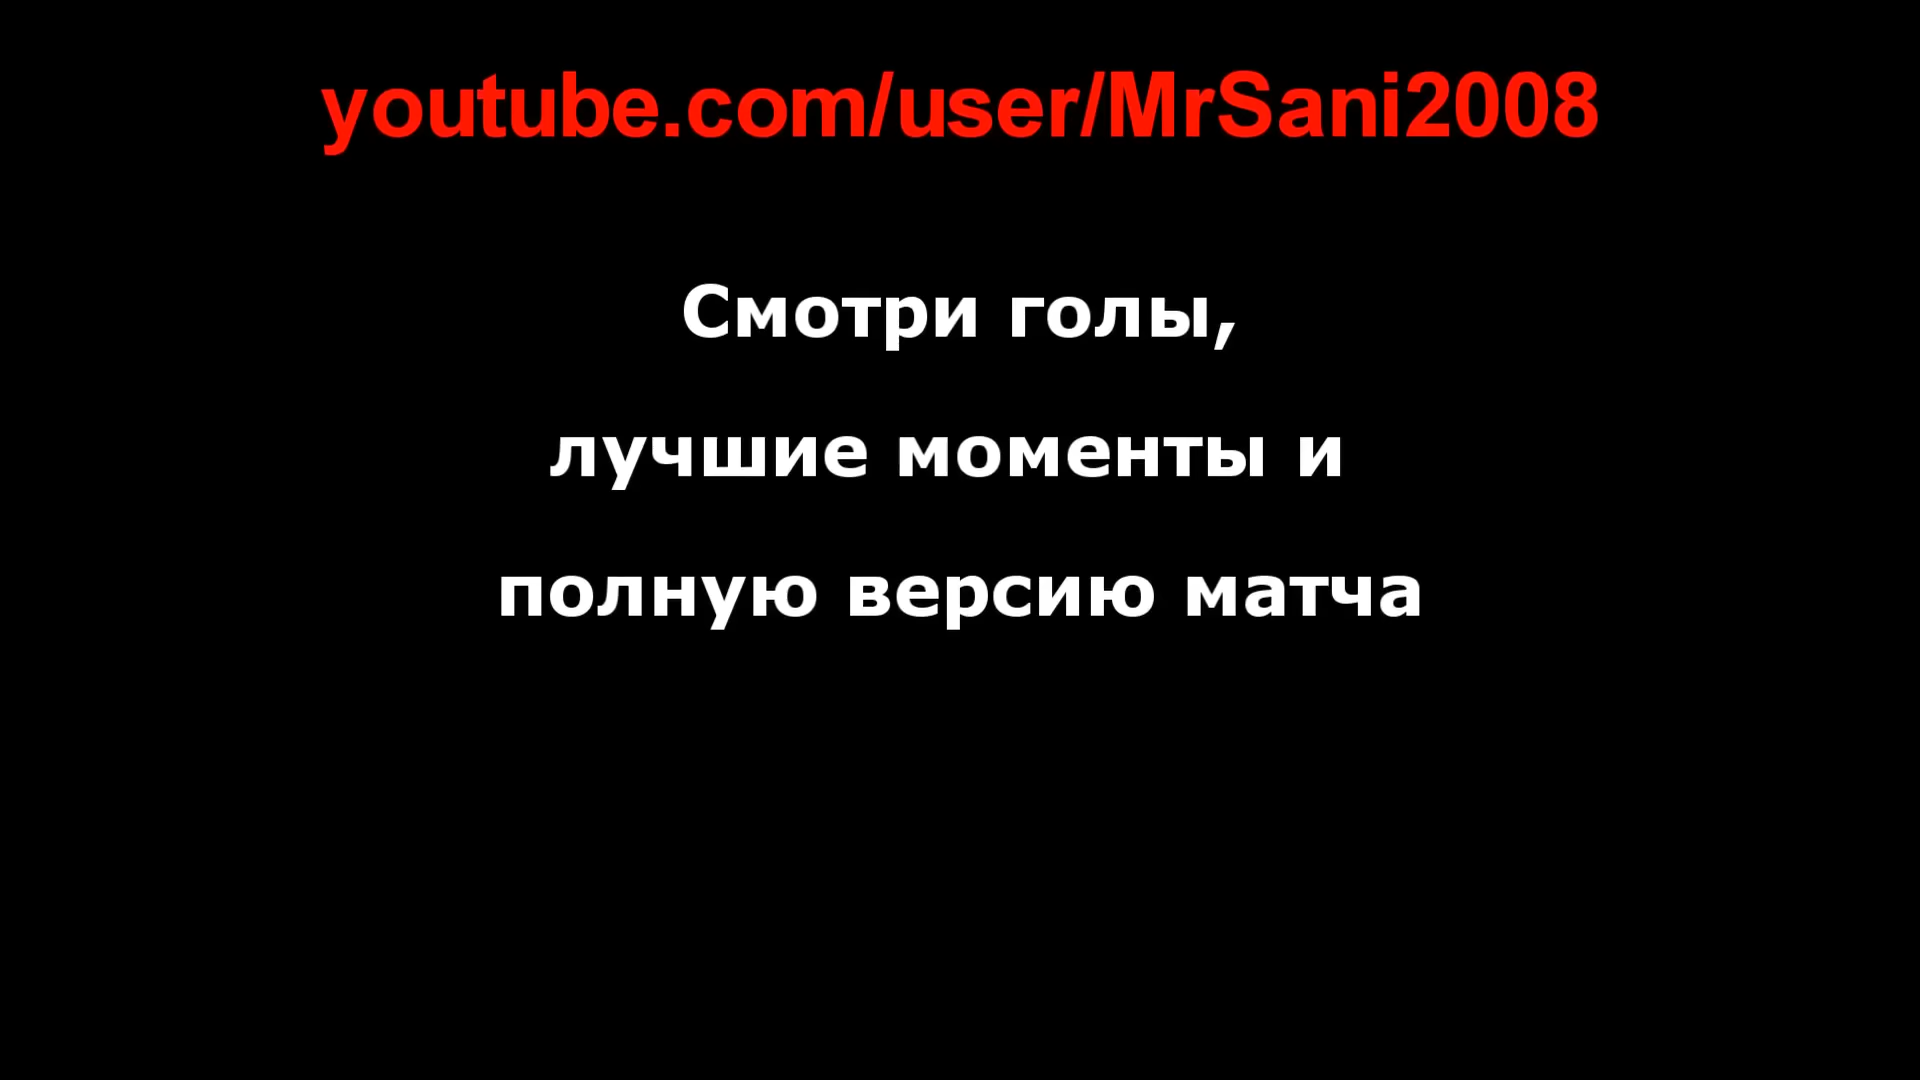 youtube.com/user/MrSani2008
Смотри голы,
лучшие моменты и
полную версию матча